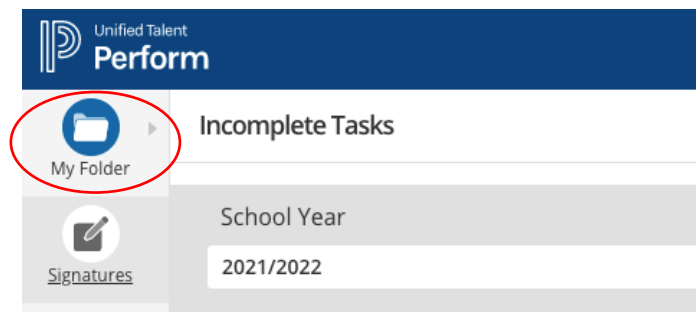 Unified Talent
Perform
My Folder
Incomplete Tasks
Signatures
School Year
2021/2022